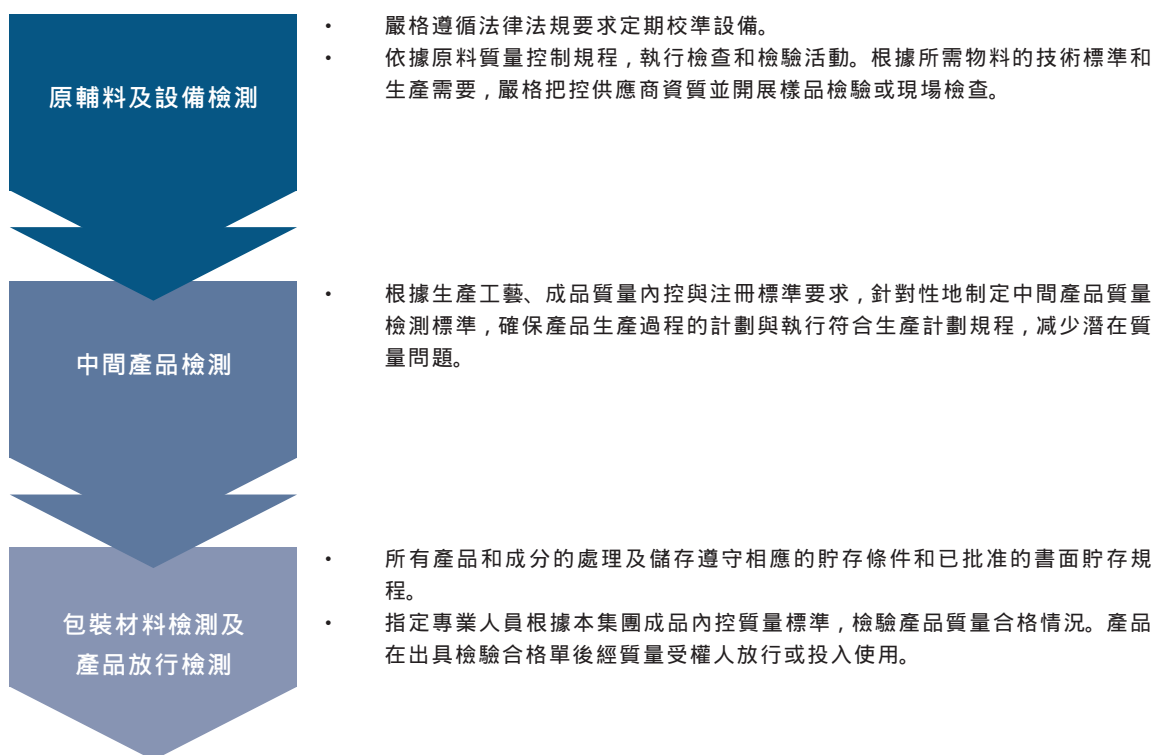 原輔料及設備檢測
• 嚴格遵循法律法規要求定期校準設備。
• 依據原料質量控制規程，執行檢查和檢驗活動。根據所需物料的技術標準和
生產需要，嚴格把控供應商資質並開展樣品檢驗或現場檢查。
中間產品檢測
• 根據生產工藝、成品質量內控與注冊標準要求，針對性地制定中間產品質量
檢測標準，確保產品生產過程的計劃與執行符合生產計劃規程，减少潛在質
量問題。
包裝材料檢測及
產品放行檢測
• 所有產品和成分的處理及儲存遵守相應的貯存條件和已批准的書面貯存規
程。
• 指定專業人員根據本集團成品內控質量標準，檢驗產品質量合格情況。產品
在出具檢驗合格單後經質量受權人放行或投入使用。